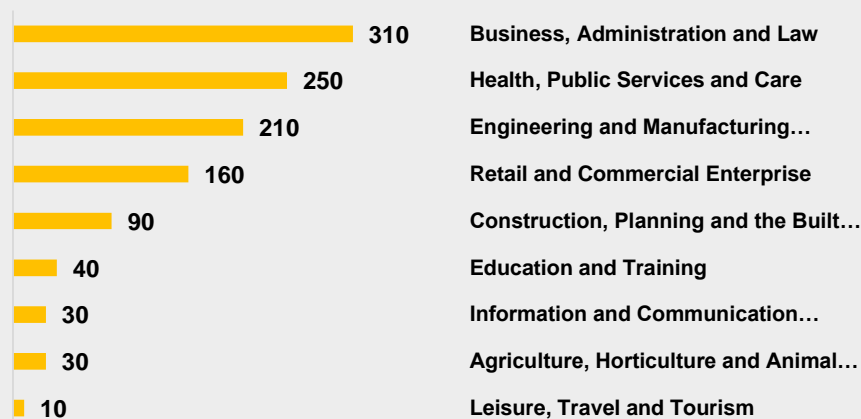 310 Business, Administration and Law
250 Health, Public Services and Care
210 Engineering and Manufacturing…
160 Retail and Commercial Enterprise
90 Construction, Planning and the Built…
40 Education and Training
30 Information and Communication…
30 Agriculture, Horticulture and Animal…
10 Leisure, Travel and Tourism